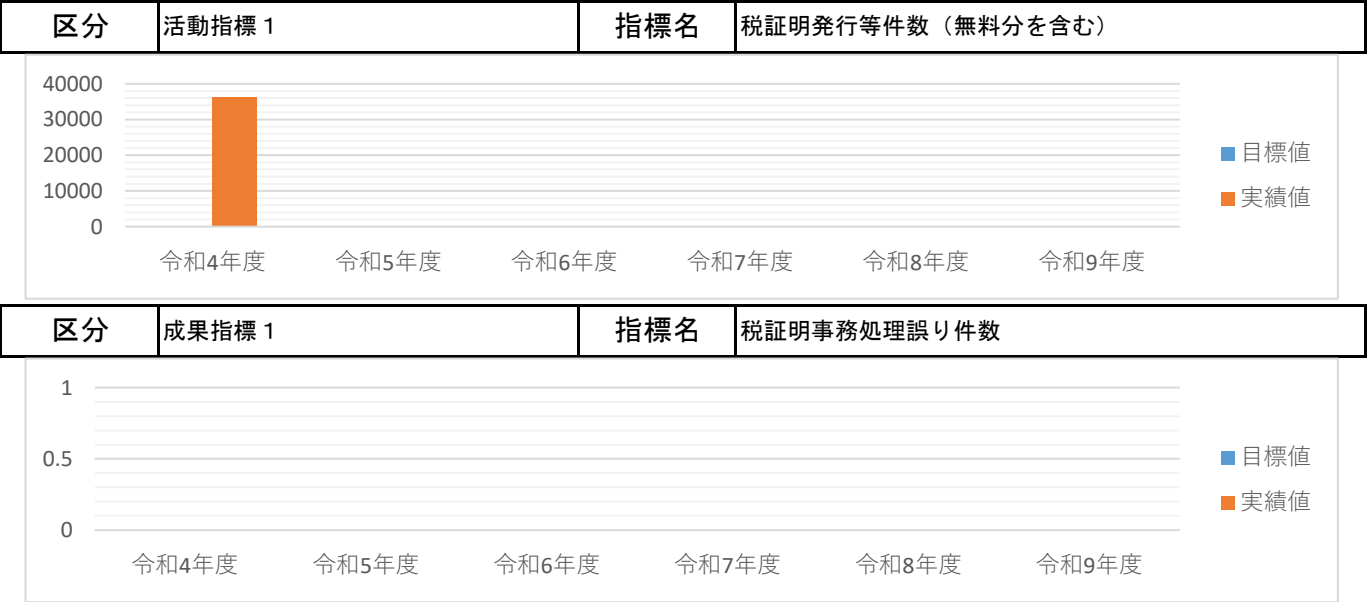 区分 活動指標１ 指標名 税証明発行等件数（無料分を含む）
40000
30000
20000
10000
0
令和4年度 令和5年度 令和6年度 令和7年度 令和8年度 令和9年度
目標値
実績値
区分 成果指標１ 指標名 税証明事務処理誤り件数
1
0.5
0
令和4年度 令和5年度 令和6年度 令和7年度 令和8年度 令和9年度
目標値
実績値